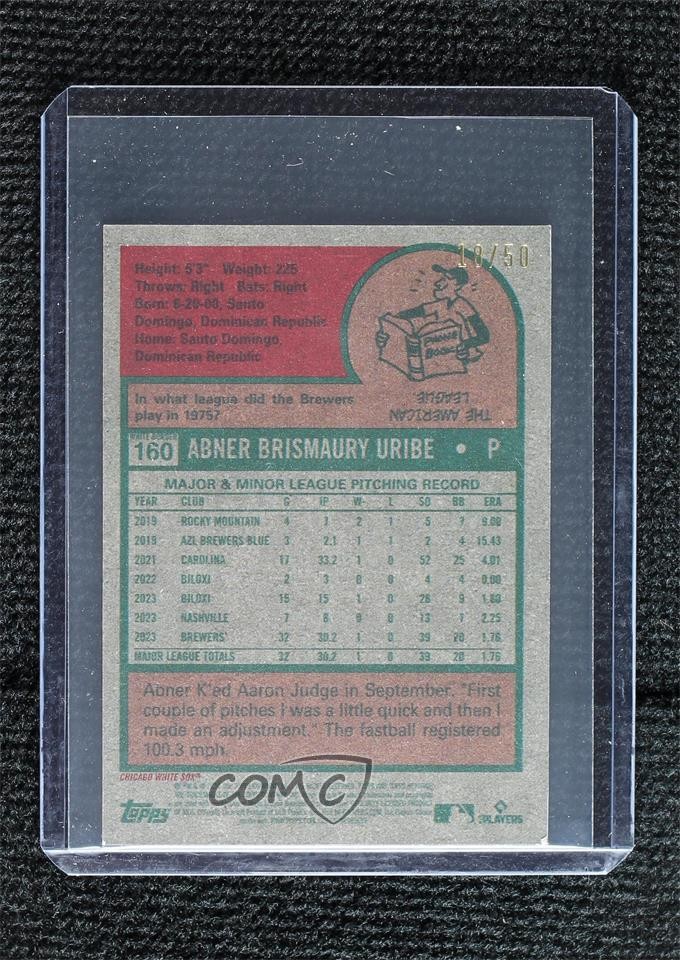 10/50
Height: 5'3" Weight: 225
Throws: Right Bats: Right
Born: 6-20-00, Santo
Domingo, Dominican Republic
Home: Santo Domingo,
Dominican Republic
PHONE
BOOK
In what league did the Brewers
play in 1975?
THE AMERICAN
LEAGUE
WHITE BORDER
160 ABNER BRISMAURY URIBE • P
MAJOR & MINOR LEAGUE PITCHING RECORD
YEAR CLUB G IP W- L SO BB ERA
2019 ROCKY MOUNTAIN 4 7 2 1 5 7 9.00
2019 AZL BREWERS BLUE 3 2.1 1 1 2 4 15.43
2021 CAROLINA 17 33.2 1 0 52 25 4.01
2022 BILOXI 2 3 0 0 4 4 0.00
2023 BILOXI 15 15 1 0 26 9 1.80
2023 NASHVILLE 7 8 0 0 13 7 2.25
2023 BREWERS' 32 30.2 1 0 39 20 1.76
MAJOR LEAGUE TOTALS 32 30.2 1 0 39 20 1.76
Abner K'ed Aaron Judge in September. "First
couple of pitches I was a little quick and then I
made an adjustment." The fastball registered
100.3 mph.
CHICAGO WHITE SOX
COMC
Topps
PLAYERS